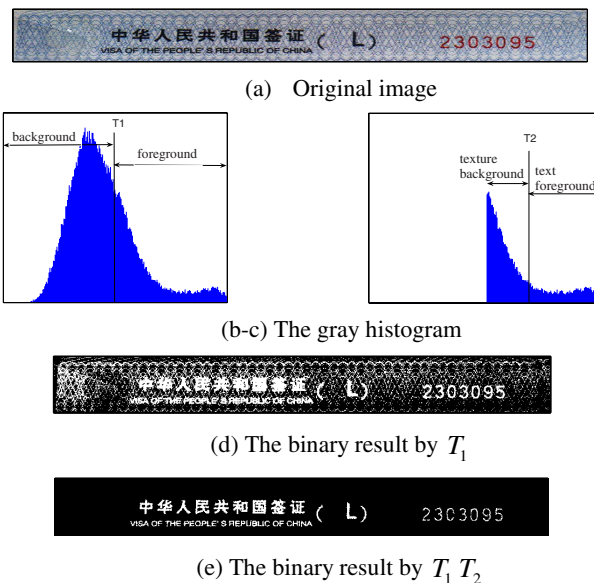 中华人民共和国签证 ( L ) 2303095
VISA OF THE PEOPLE' S REPUBLIC OF CHINA
(a) Original image
T1
background
foreground
T2
texture background
text foreground
(b-c) The gray histogram
中华人民共和国签证 ( L ) 2303095
VISA OF THE PEOPLE' S REPUBLIC OF CHINA
(d) The binary result by T1
中华人民共和国签证 ( L ) 2303095
VISA OF THE PEOPLE' S REPUBLIC OF CHINA
(e) The binary result by T1 T2